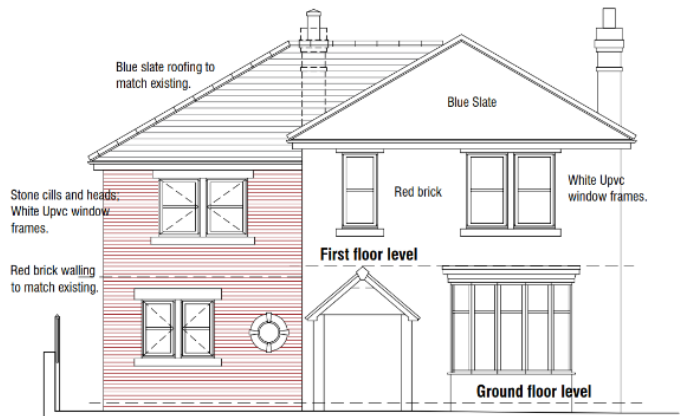 Blue slate roofing to
match existing.
Blue Slate
Stone cills and heads;
White Upvc window
frames.
Red brick
White Upvc
window frames.
First floor level
Red brick walling
to match existing.
Ground floor level